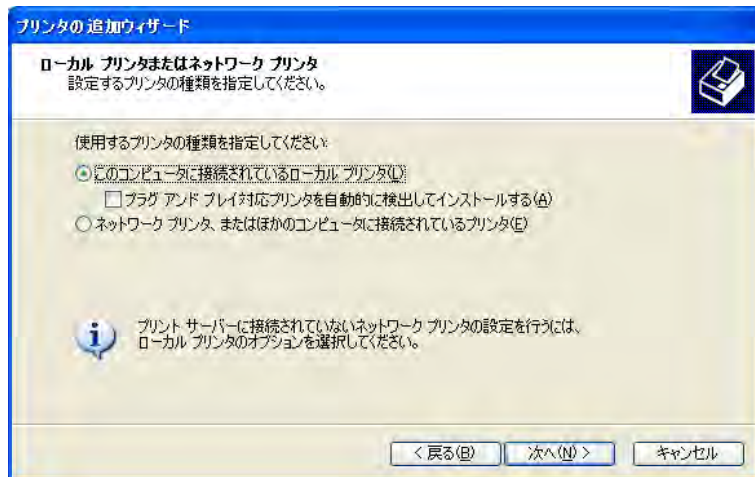 プリンタの追加ウィザード
ローカル プリンタまたはネットワーク プリンタ
設定するプリンタの種類を指定してください。
使用するプリンタの種類を指定してください:
このコンピュータに接続されているローカル プリンタ(L)
プラグ アンド プレイ対応プリンタを自動的に検出してインストールする(A)
ネットワーク プリンタ、またはほかのコンピュータに接続されているプリンタ(E)
プリント サーバーに接続されていないネットワーク プリンタの設定を行うには、
ローカル プリンタのオプションを選択してください。
< 戻る(B) 次へ(N) > キャンセル